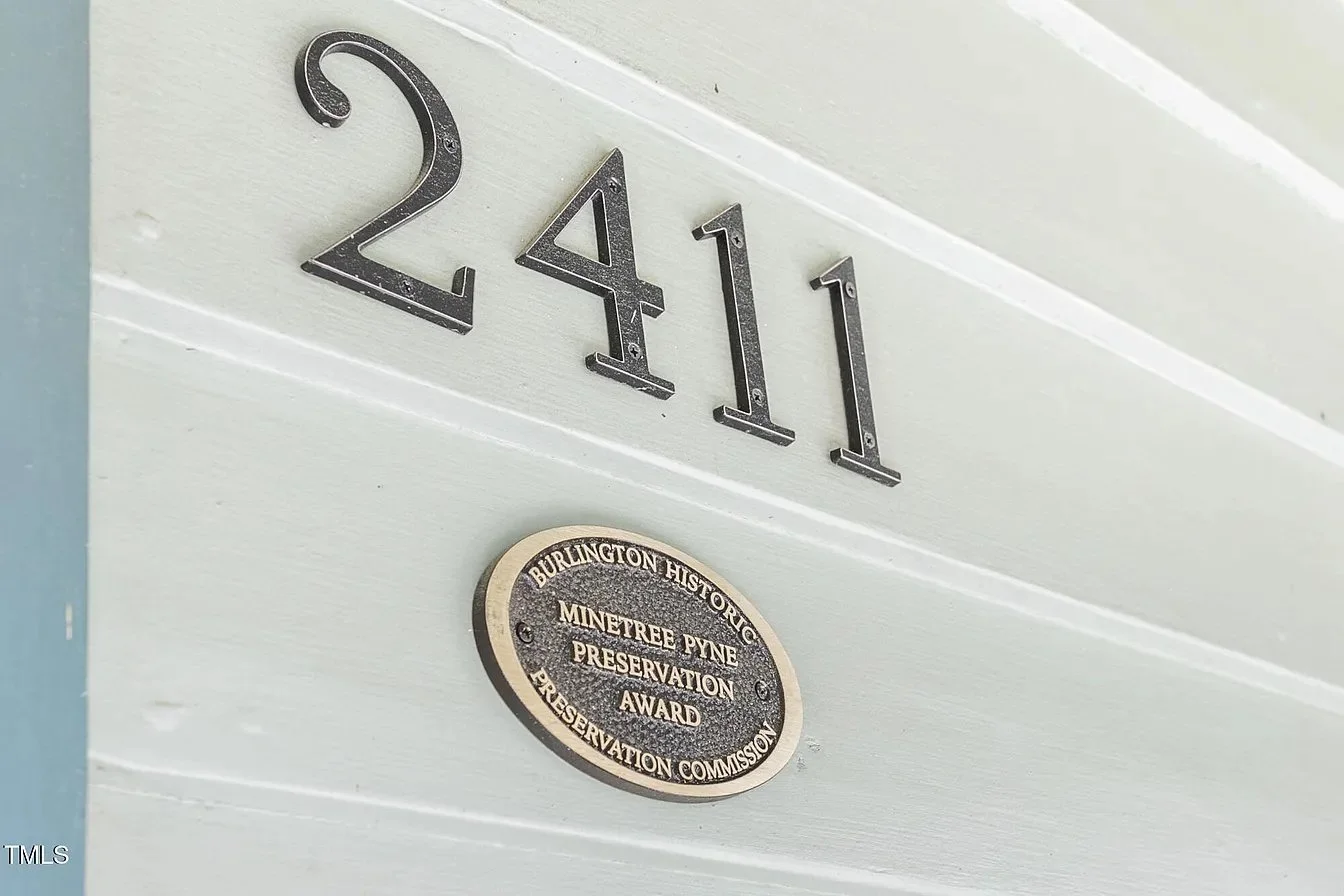 2411
BURLINGTON HISTORIC
MINETREE PYNE
PRESERVATION
AWARD
PRESERVATION COMMISSION
TMLS